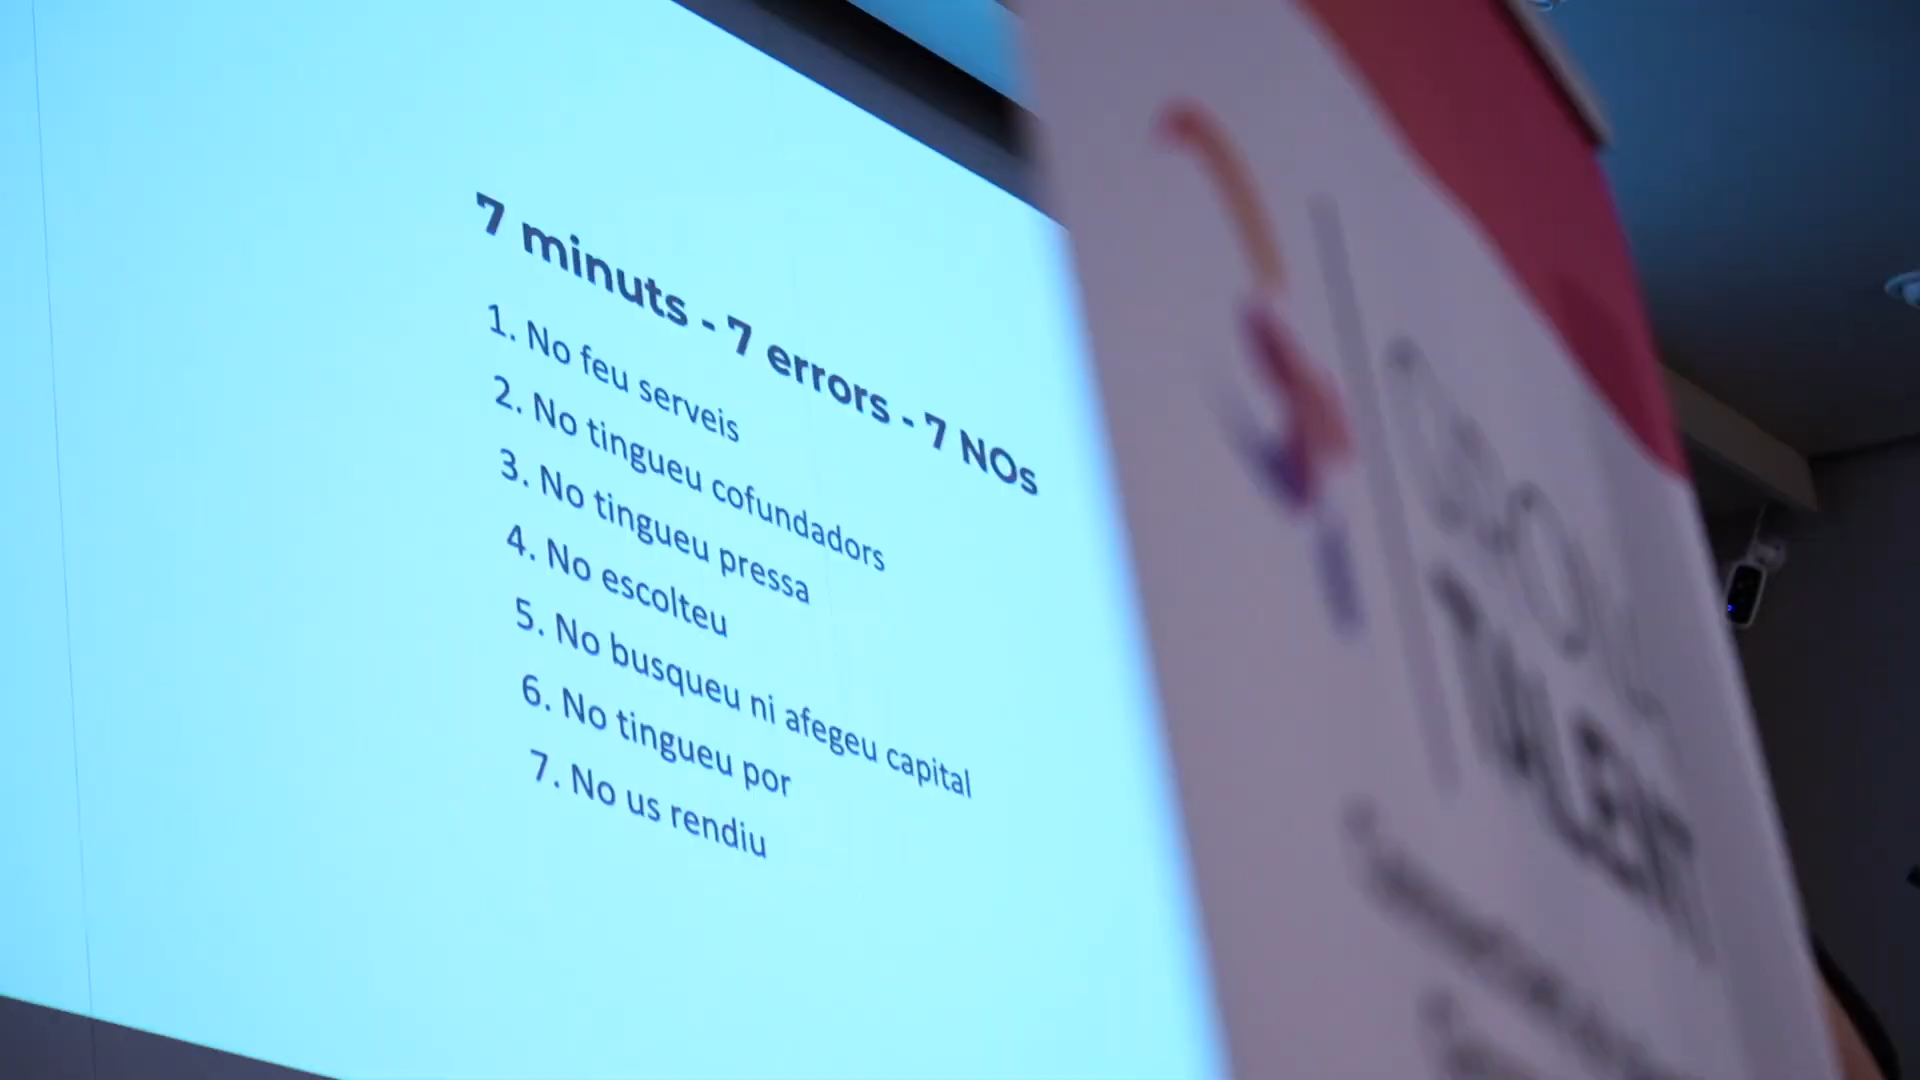 7 minuts - 7 errors - 7 NOs
1. No feu serveis
2. No tingueu cofundadors
3. No tingueu pressa
4. No escolteu
5. No busqueu ni afegeu capital
6. No tingueu por
7. No us rendiu
TALENT